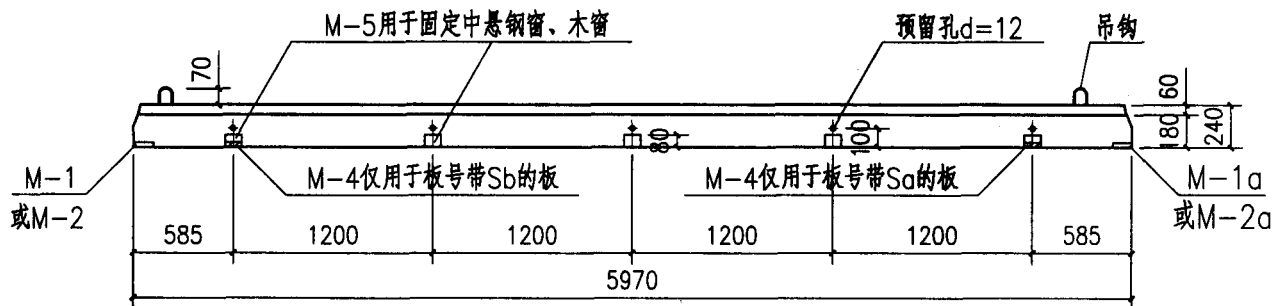 M-5用于固定中悬钢窗、木窗
预留孔d=12
吊钩
70
60
180
240
80
100
M-1
或M-2
M-4仅用于板号带Sb的板
M-4仅用于板号带Sa的板
M-1a
或M-2a
585
1200
1200
1200
1200
585
5970